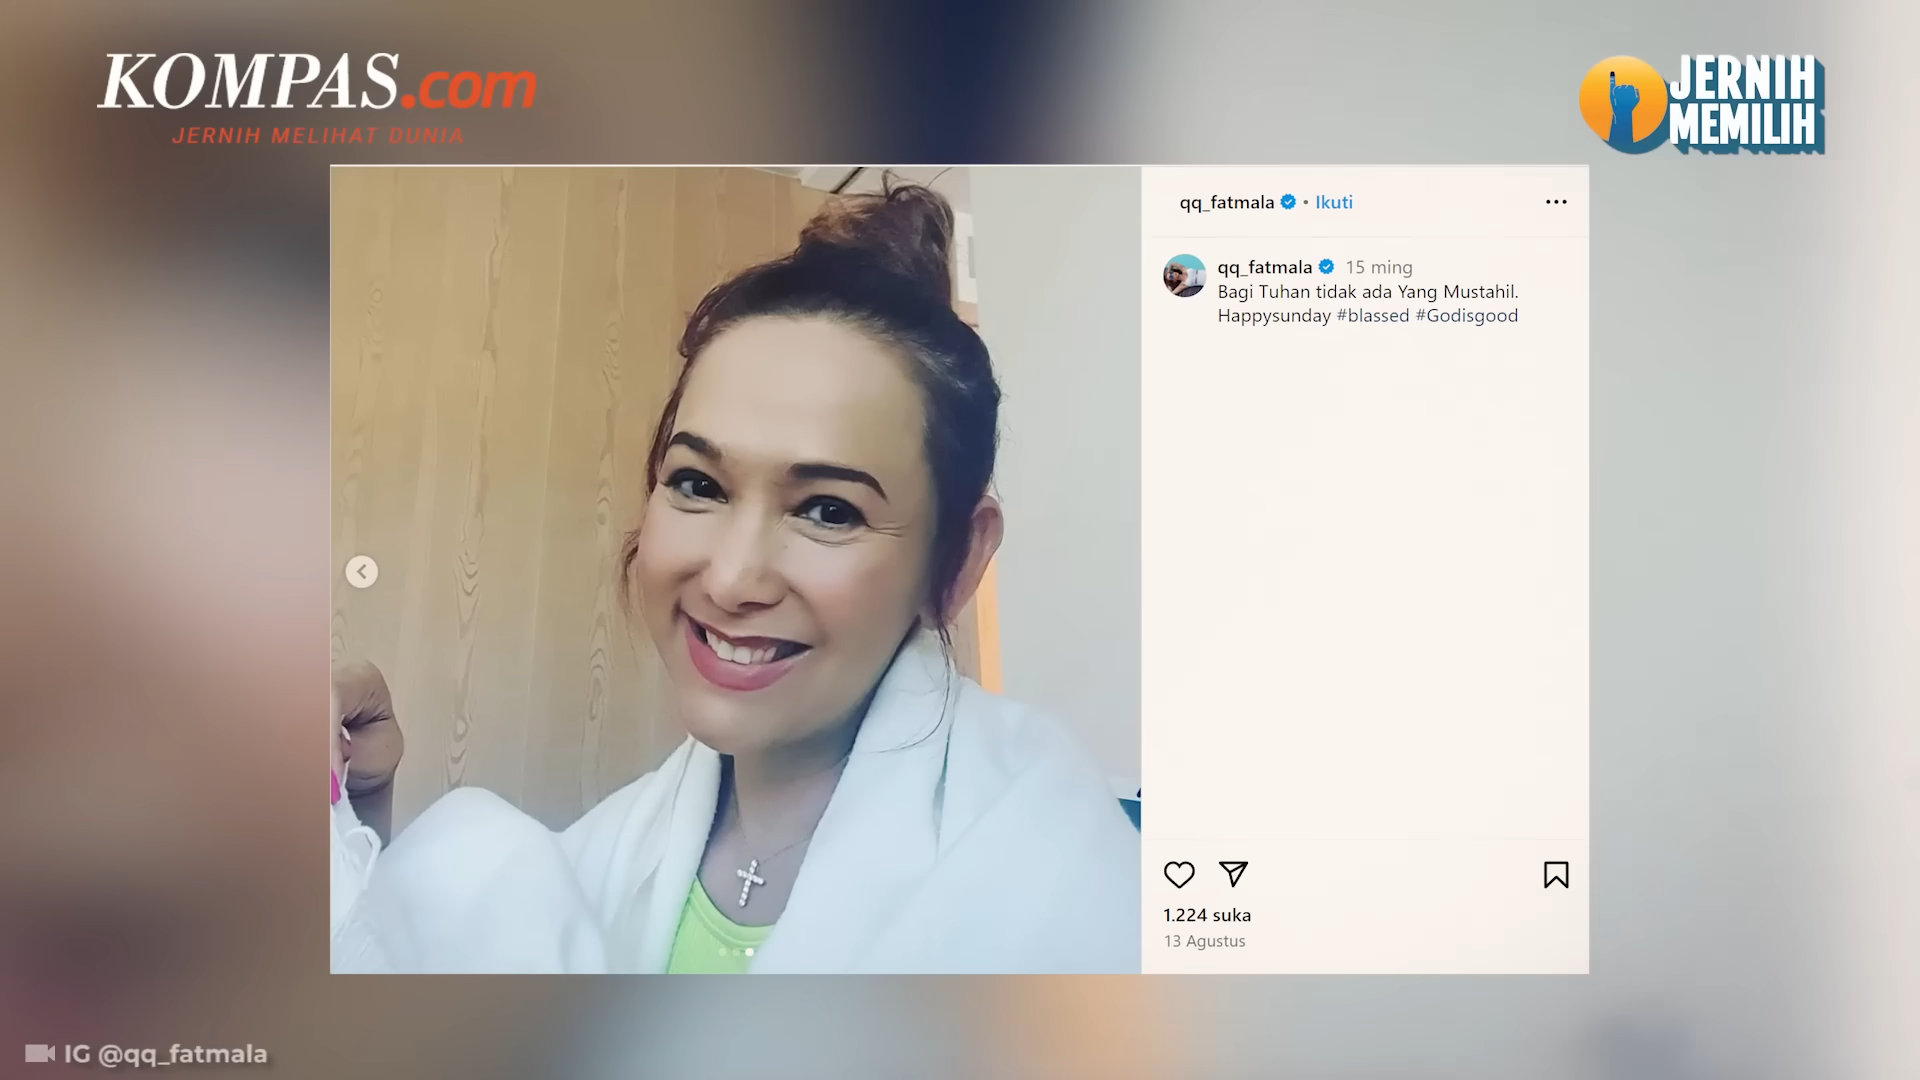 KOMPAS.com
JERNIH MELIHAT DUNIA
JERNIH
MEMILIH
qq_fatmala • Ikuti
qq_fatmala 15 ming
Bagi Tuhan tidak ada Yang Mustahil.
Happysunday #blassed #Godisgood
1.224 suka
13 Agustus
IG @qq_fatmala